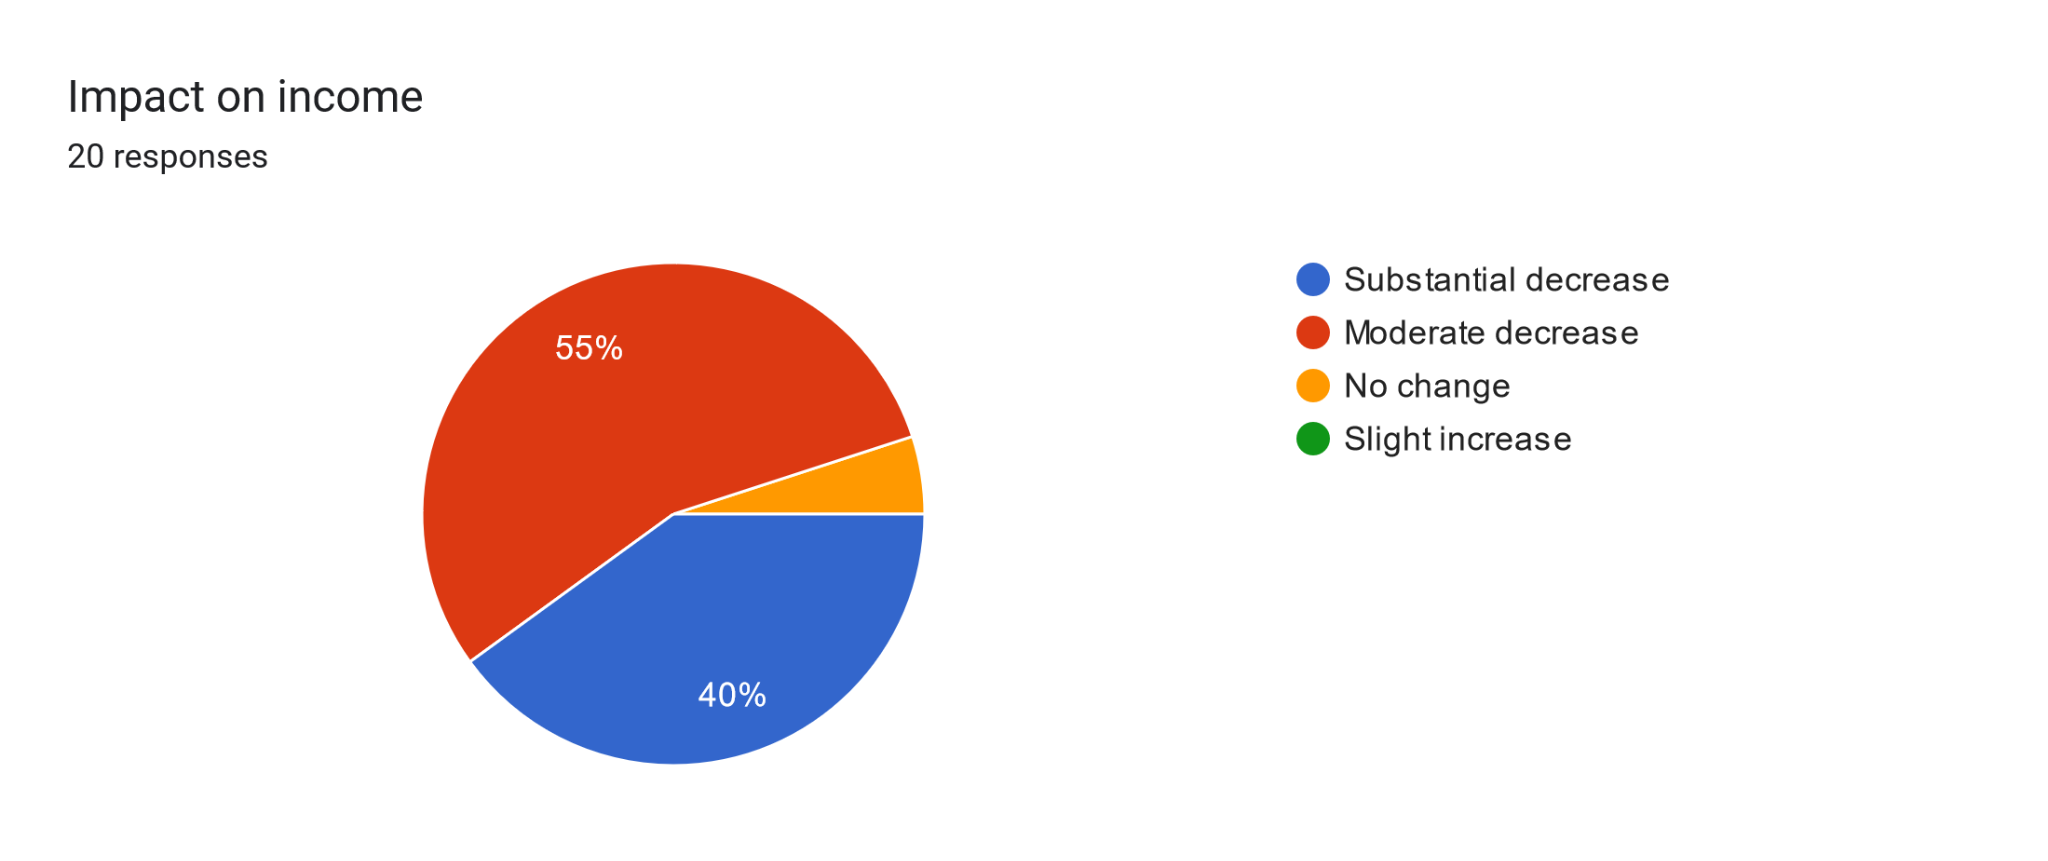 Impact on income
20 responses
55%
40%
Substantial decrease
Moderate decrease
No change
Slight increase